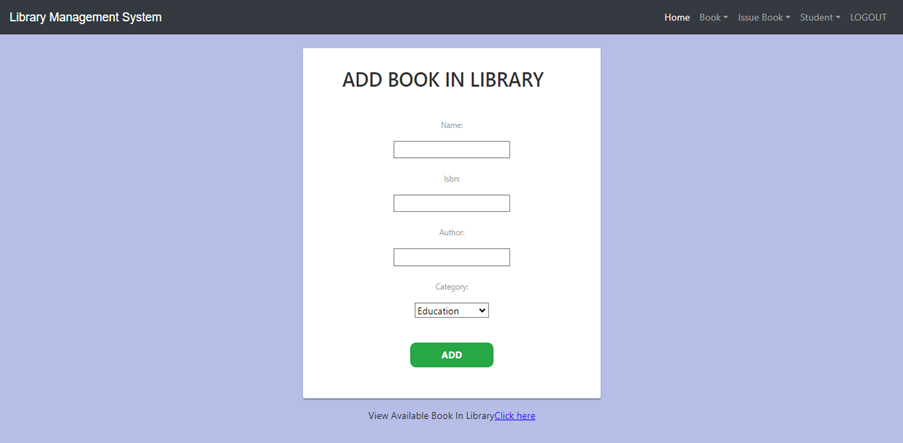 Library Management System Home Book Issue Book Student LOGOUT
ADD BOOK IN LIBRARY
Name:
Isbn:
Author:
Category:
Education
ADD
View Available Book In LibraryClick here